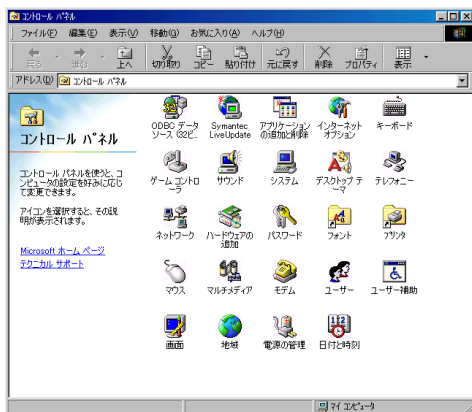 コントロール パネル
ファイル(F) 編集(E) 表示(V) 移動(G) お気に入り(A) ヘルプ(H)
戻る 進む 上へ 切り取り コピー 貼り付け 元に戻す 削除 プロパティ 表示
アドレス(D) コントロール パネル
コントロール パネル
コントロール パネルを使うと、コ
ンピュータの設定を好みに応じ
て変更できます。
アイコンを選択すると、その説
明が表示されます。
Microsoft ホーム ページ
テクニカル サポート
ODBC データ
ソース (32ビ...
Symantec
LiveUpdate
アプリケーション
の追加と削除
インターネット
オプション
キーボード
ゲーム コントロ
ーラ
サウンド
システム
デスクトップ テ
ーマ
テレフォニー
ネットワーク
ハードウェアの
追加
パスワード
フォント
プリンタ
マウス
マルチメディア
モデム
ユーザー
ユーザー補助
画面
地域
電源の管理
日付と時刻
マイ コンピュータ